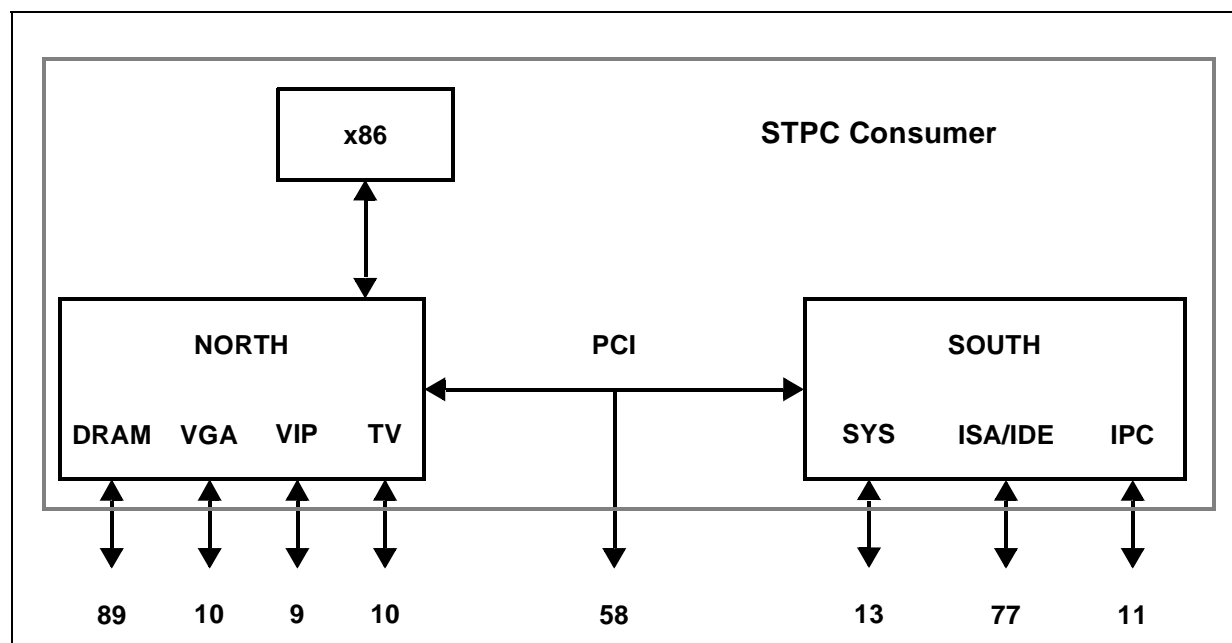 x86
STPC Consumer
NORTH
PCI
SOUTH
DRAM VGA VIP TV
SYS ISA/IDE IPC
89 10 9 10 58 13 77 11